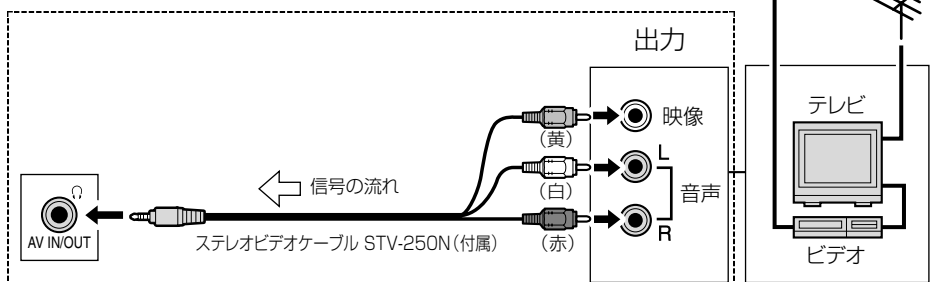 出力
映像
(黄)
L
(白)
音声
R
(赤)
信号の流れ
ステレオビデオケーブル STV-250N(付属)
AV IN/OUT
テレビ
ビデオ